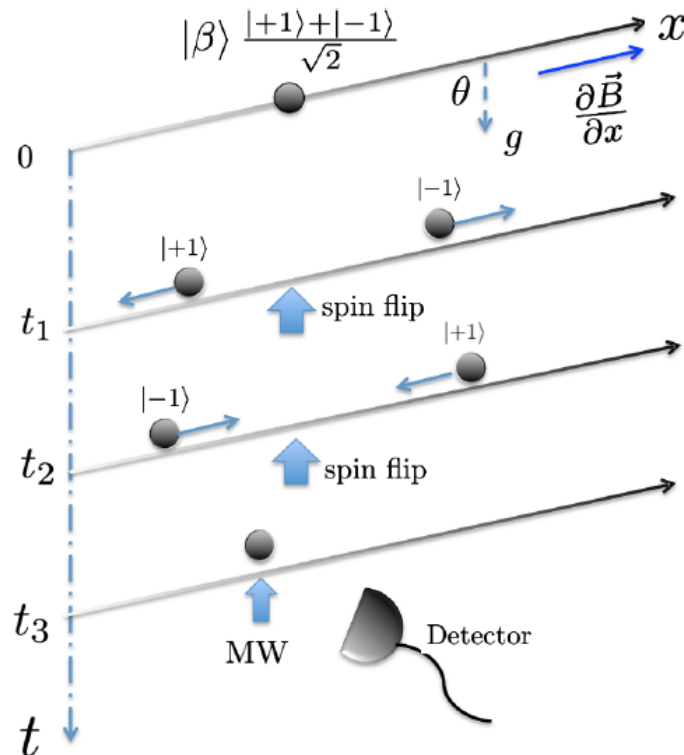 |β⟩ |+1⟩+|−1⟩/√2
x
θ
∂B⃗/∂x
0
g
|−1⟩
|+1⟩
t₁
spin flip
|+1⟩
|−1⟩
t₂
spin flip
t₃
MW
Detector
t